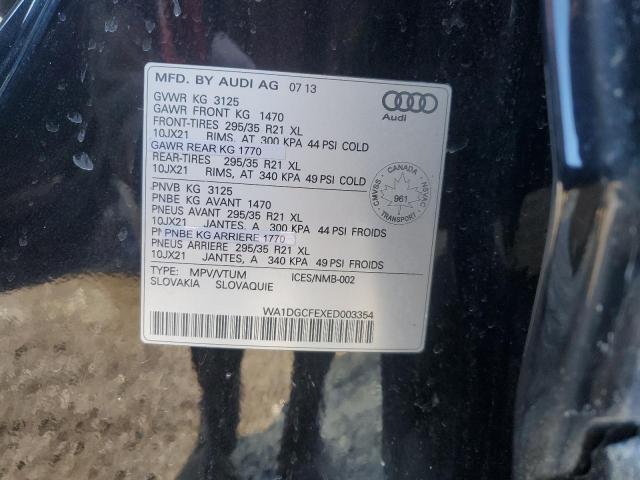 MFD. BY AUDI AG 07 13
Audi
GVWR KG 3125
GAWR FRONT KG 1470
FRONT-TIRES 295/35 R21 XL
10JX21 RIMS, AT 300 KPA 44 PSI COLD
GAWR REAR KG 1770
REAR-TIRES 295/35 R21 XL
10JX21 RIMS, AT 340 KPA 49 PSI COLD
CANADA
CMVSS
NSVAC
961
TRANSPORT
PNVB KG 3125
PNBE KG AVANT 1470
PNEUS AVANT 295/35 R21 XL
10JX21 JANTES, A 300 KPA 44 PSI FROIDS
PNPNBE KG ARRIERE 1770
PNEUS ARRIERE 295/35 R21 XL
10JX21 JANTES, A 340 KPA 49 PSI FROIDS
TYPE: MPV/VTUM ICES/NMB-002
SLOVAKIA SLOVAQUIE
WA1DGCFEXED003354